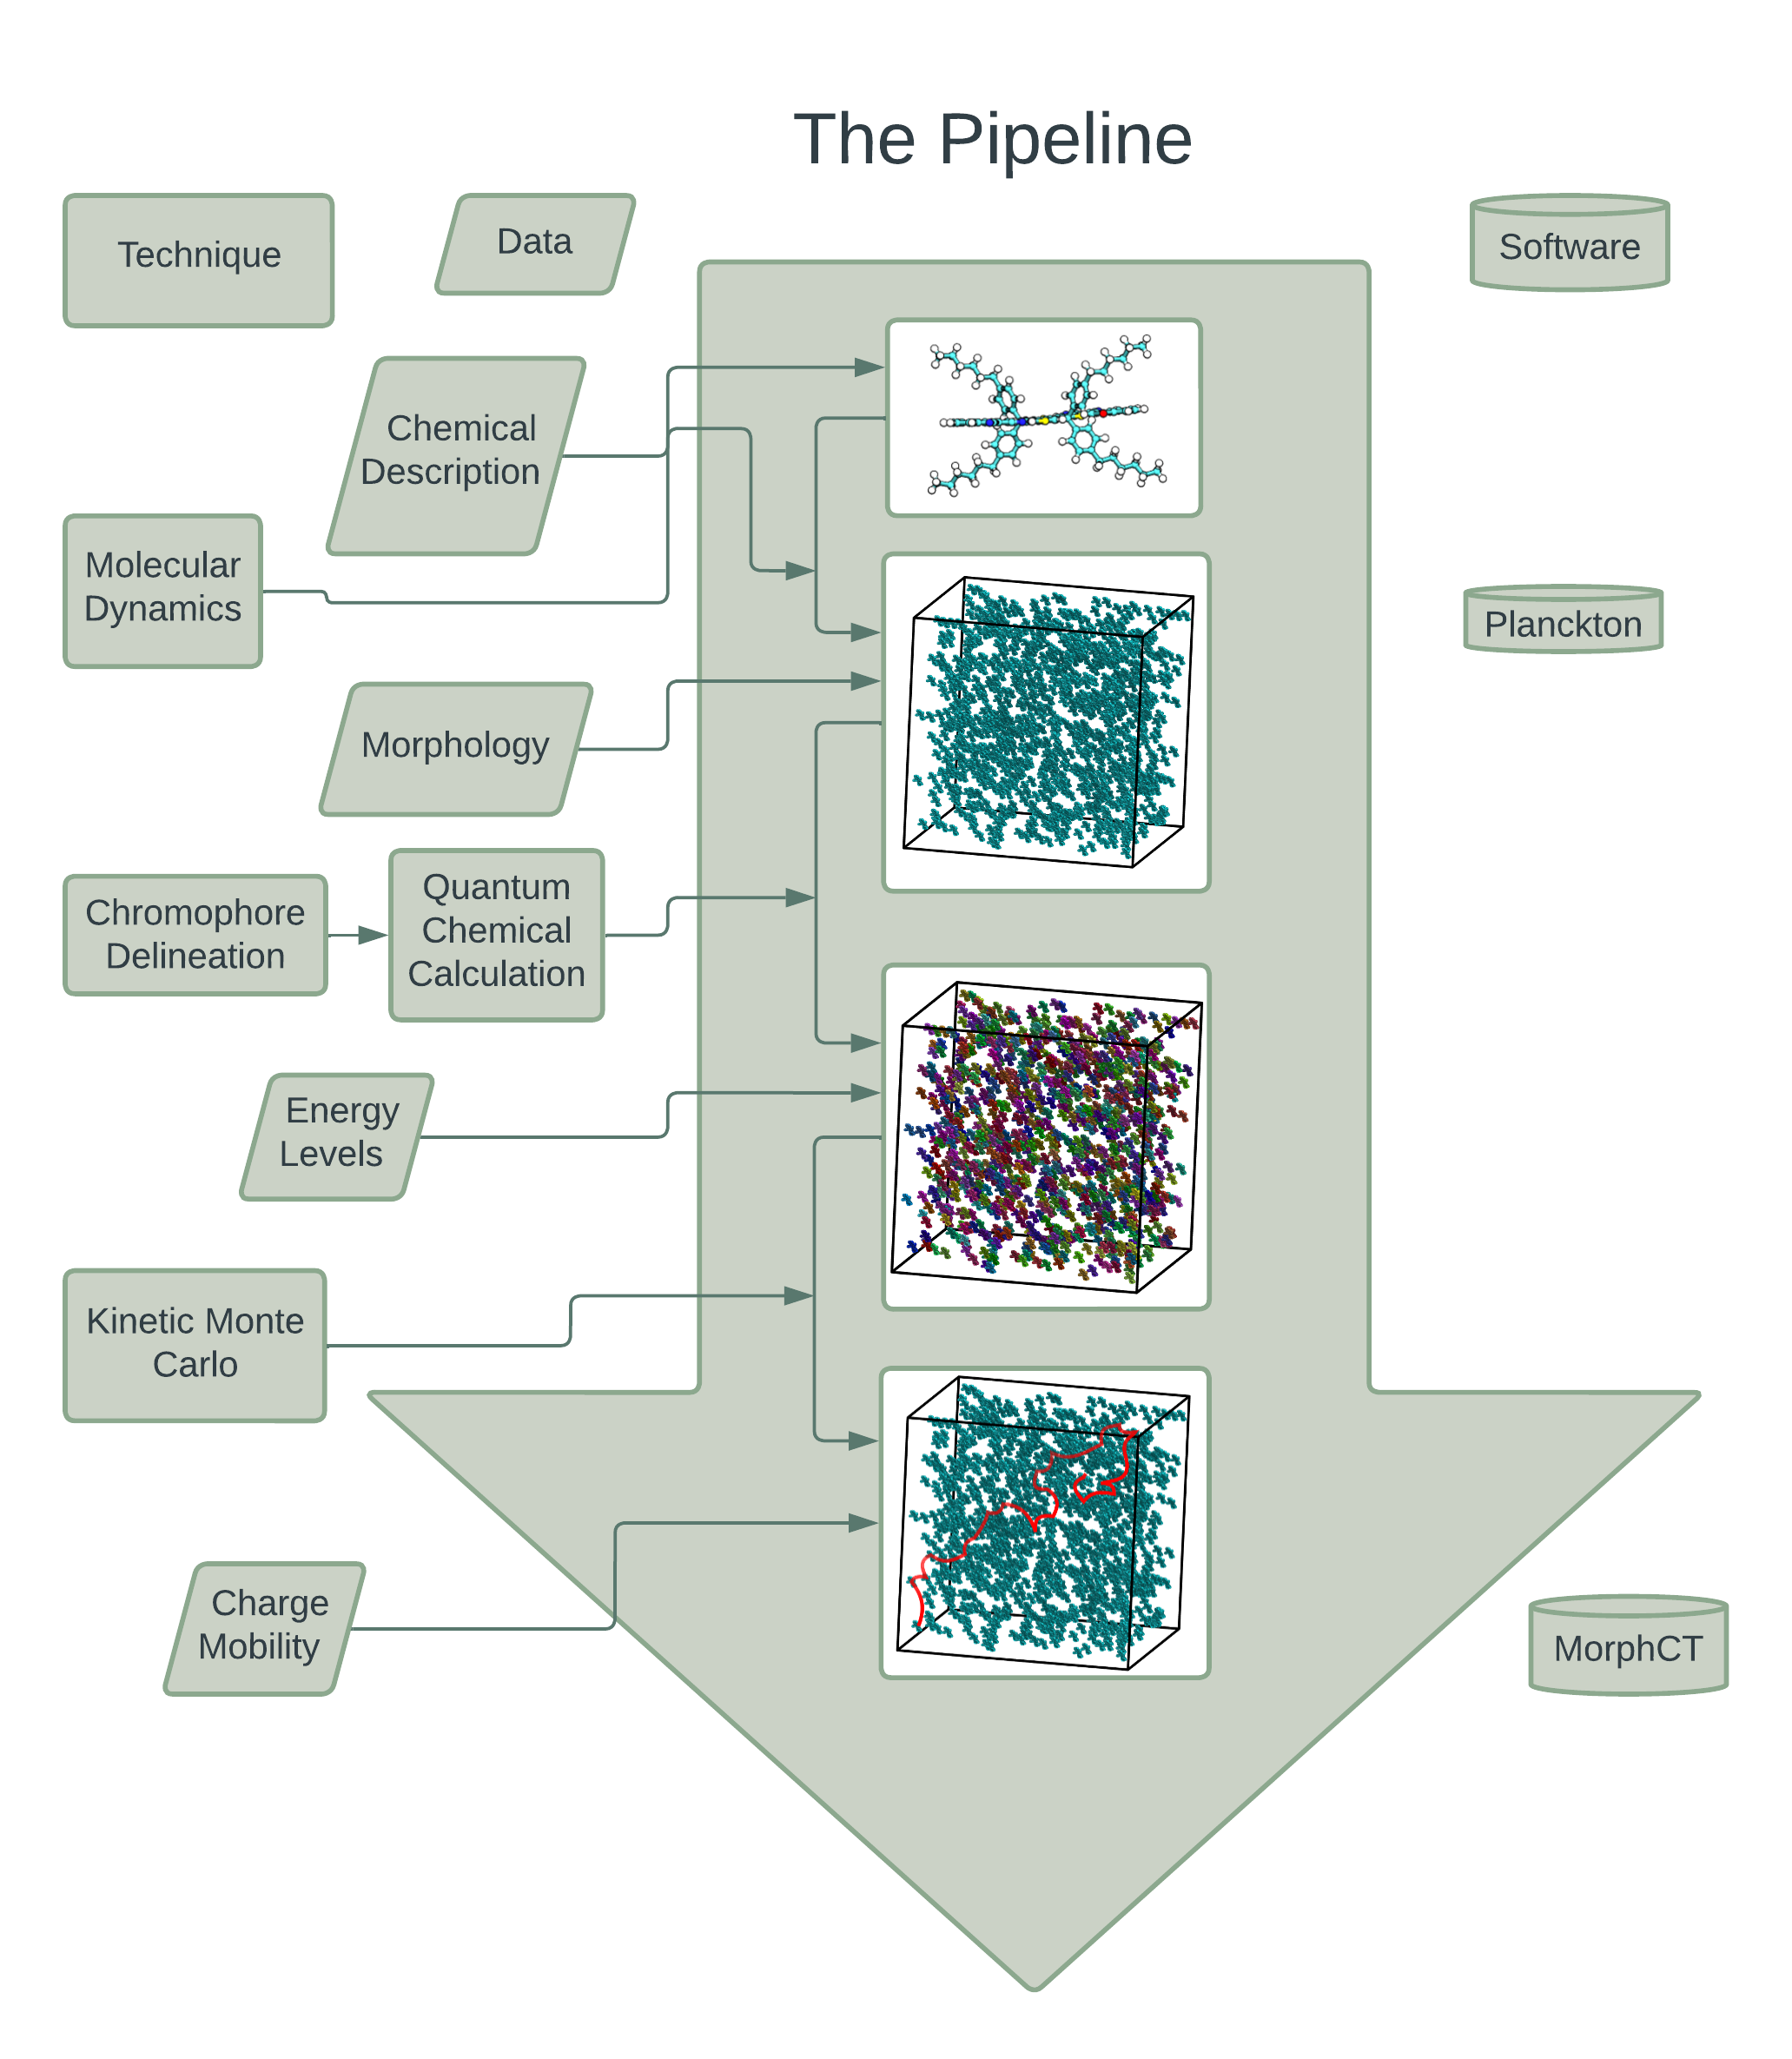 The Pipeline
Technique
Data
Software
Chemical
Description
Molecular
Dynamics
Planckton
Morphology
Quantum
Chemical
Calculation
Chromophore
Delineation
Energy
Levels
Kinetic Monte
Carlo
Charge
Mobility
MorphCT